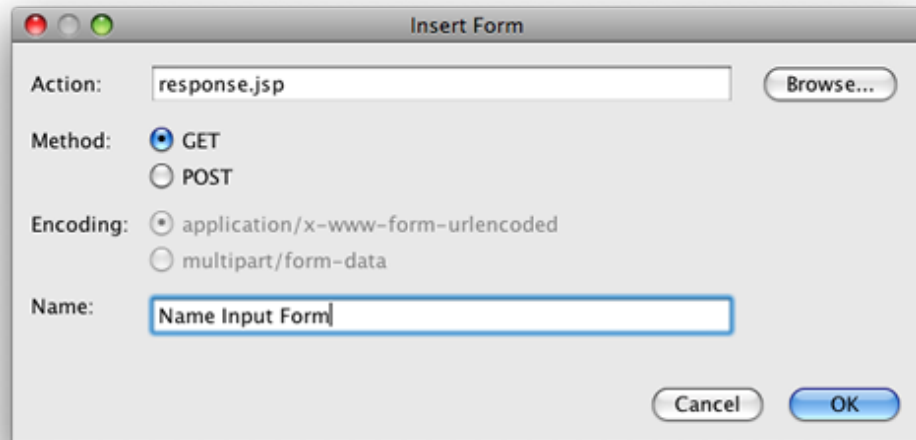 Insert Form
Action: response.jsp Browse...
Method: GET
POST
Encoding: application/x-www-form-urlencoded
multipart/form-data
Name: Name Input Form
Cancel OK